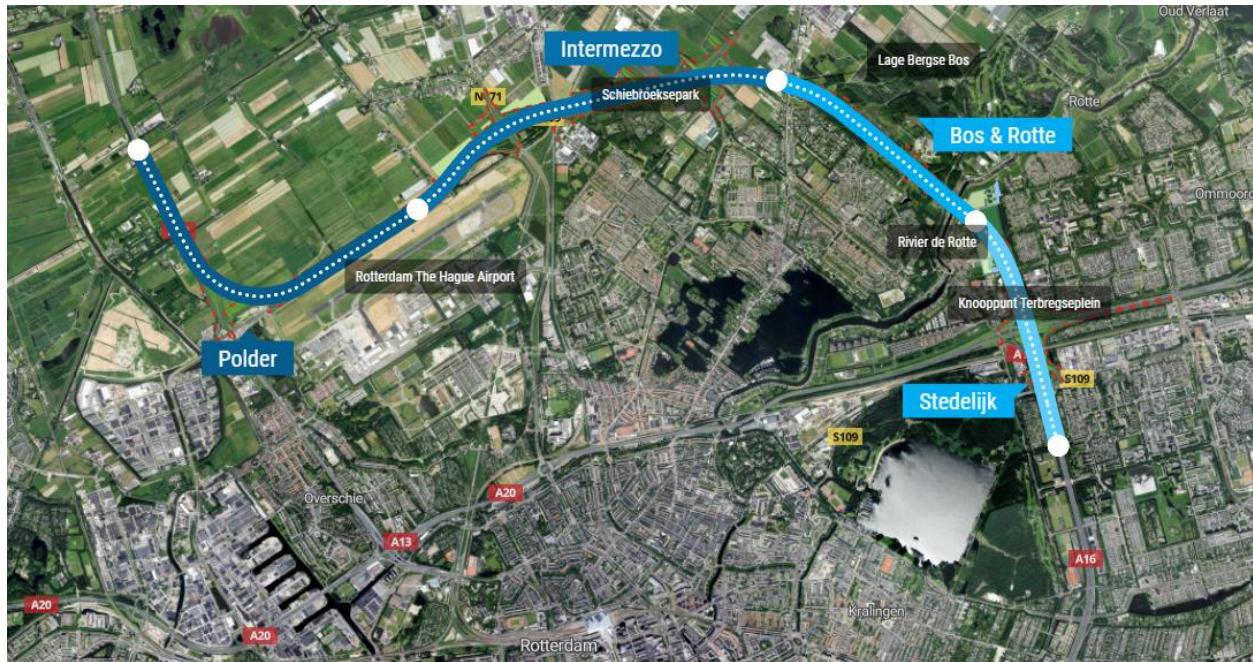 Oud Verlaat
Intermezzo
Lage Bergse Bos
Schiebroeksepark
Rotte
Bos & Rotte
Ommoord
Rivier de Rotte
Rotterdam The Hague Airport
Knooppunt Terbregseplein
Polder
S109
Stedelijk
S109
A20
Overschie
A13
A16
A20
Kralingen
A20
Rotterdam